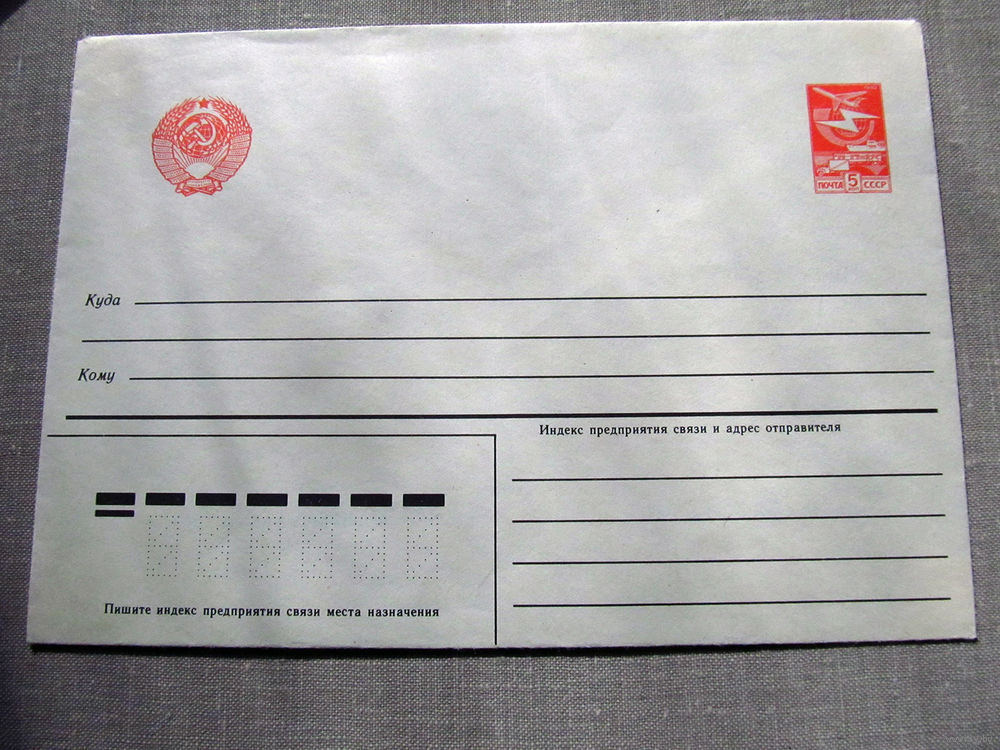 ПОЧТА 5 СССР
Куда
Кому
Индекс предприятия связи и адрес отправителя
Пишите индекс предприятия связи места назначения